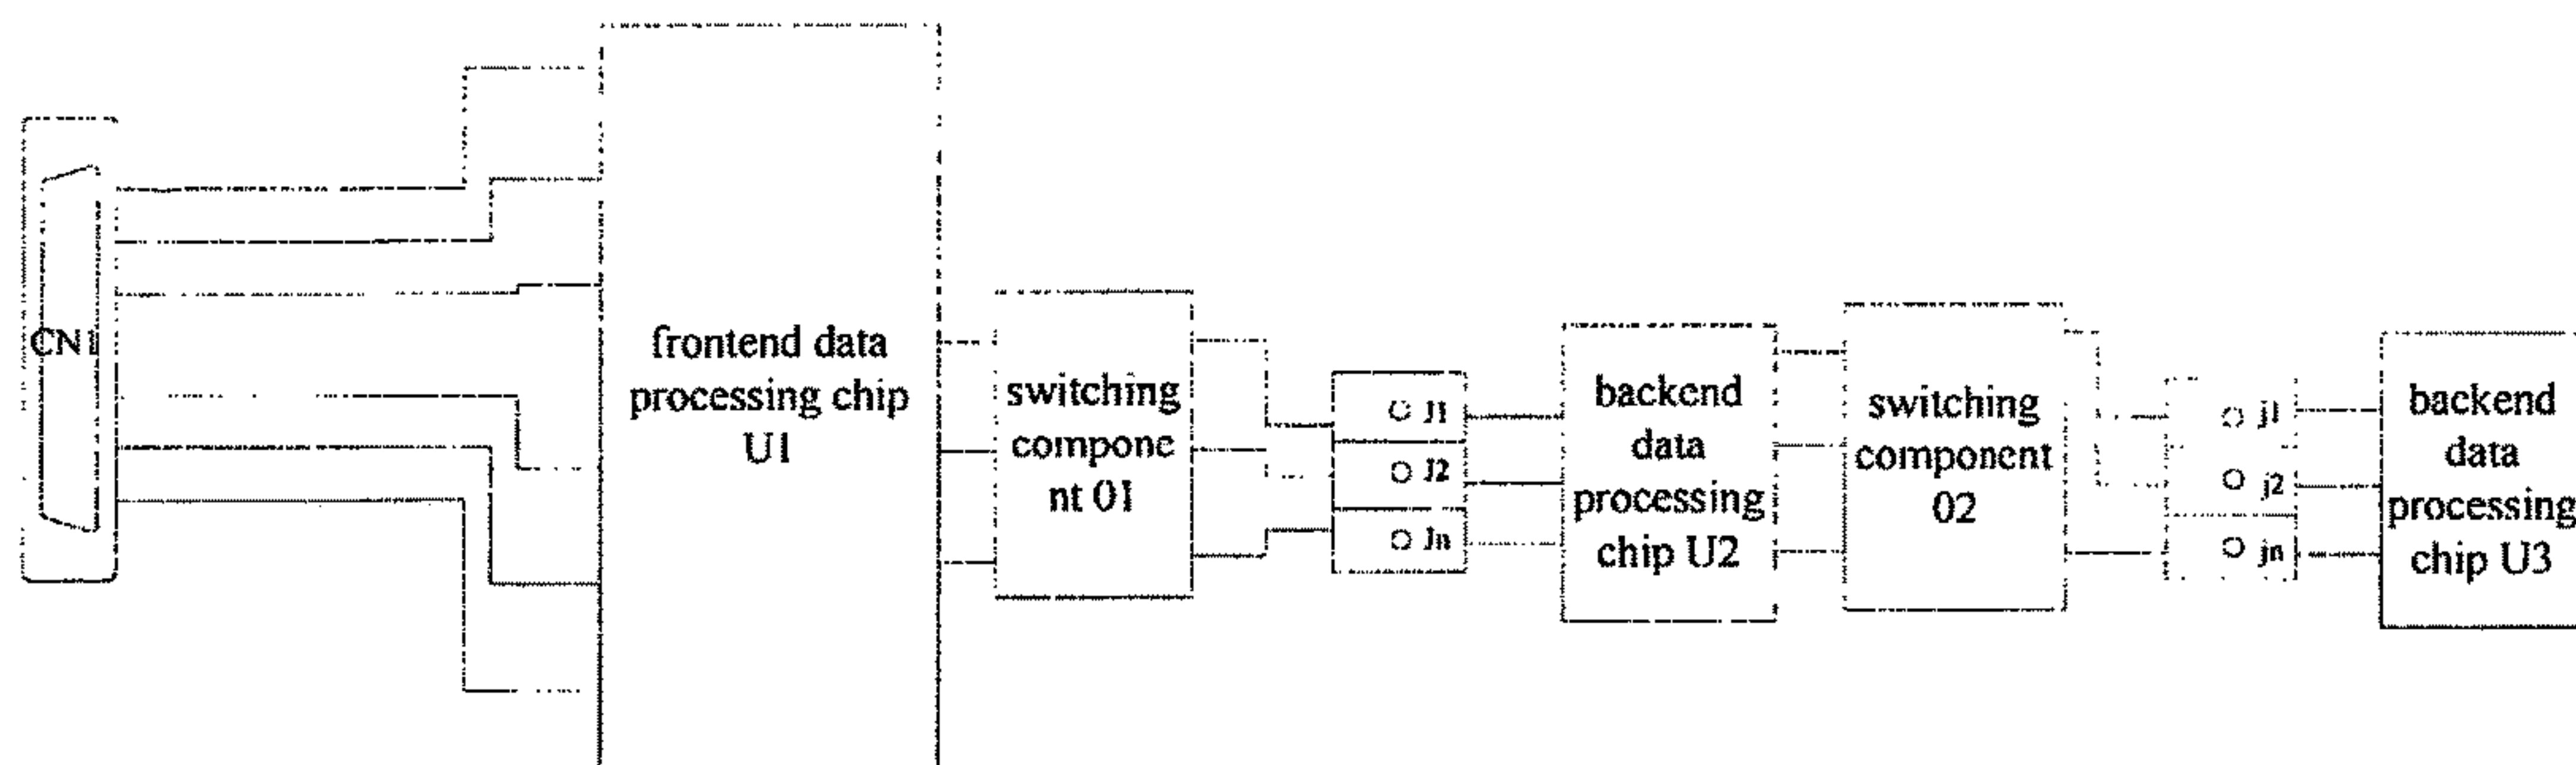 CN1
frontend data
processing chip
U1
switching
compone
nt 01
J1
J2
Jn
backend
data
processing
chip U2
switching
component
02
j1
j2
jn
backend
data
processing
chip U3